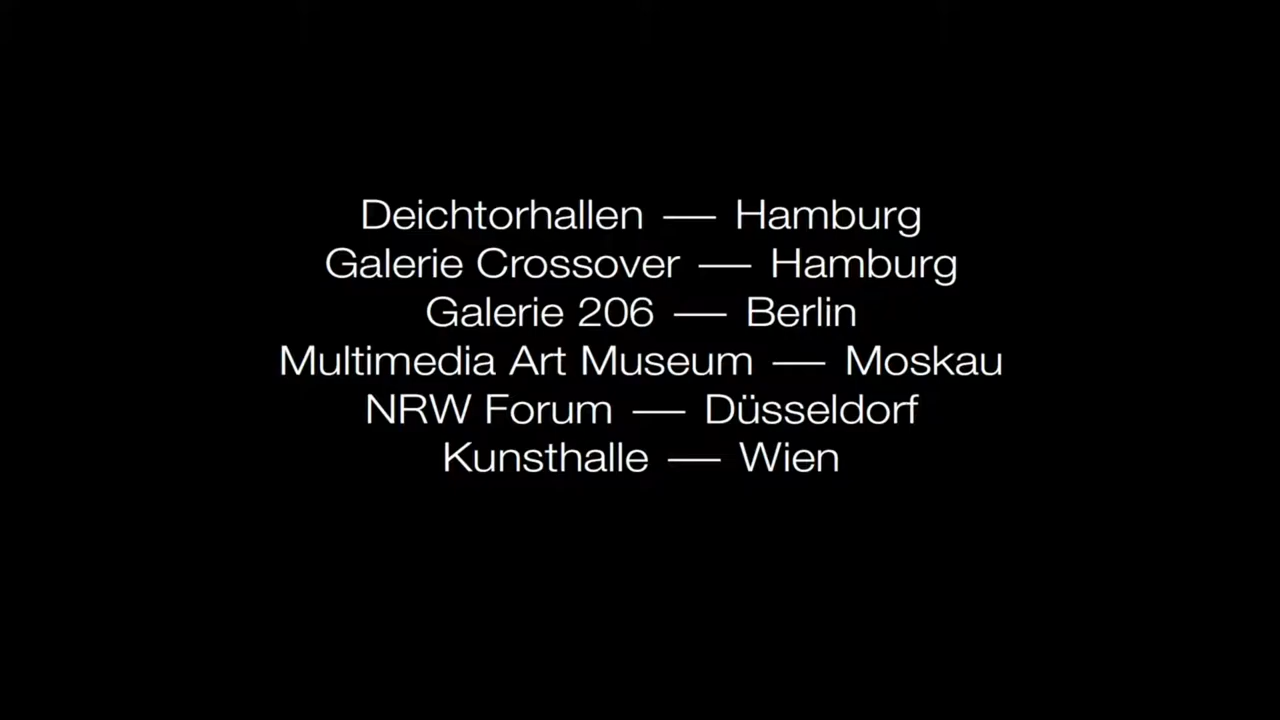 Deichtorhallen — Hamburg
Galerie Crossover — Hamburg
Galerie 206 — Berlin
Multimedia Art Museum — Moskau
NRW Forum — Düsseldorf
Kunsthalle — Wien